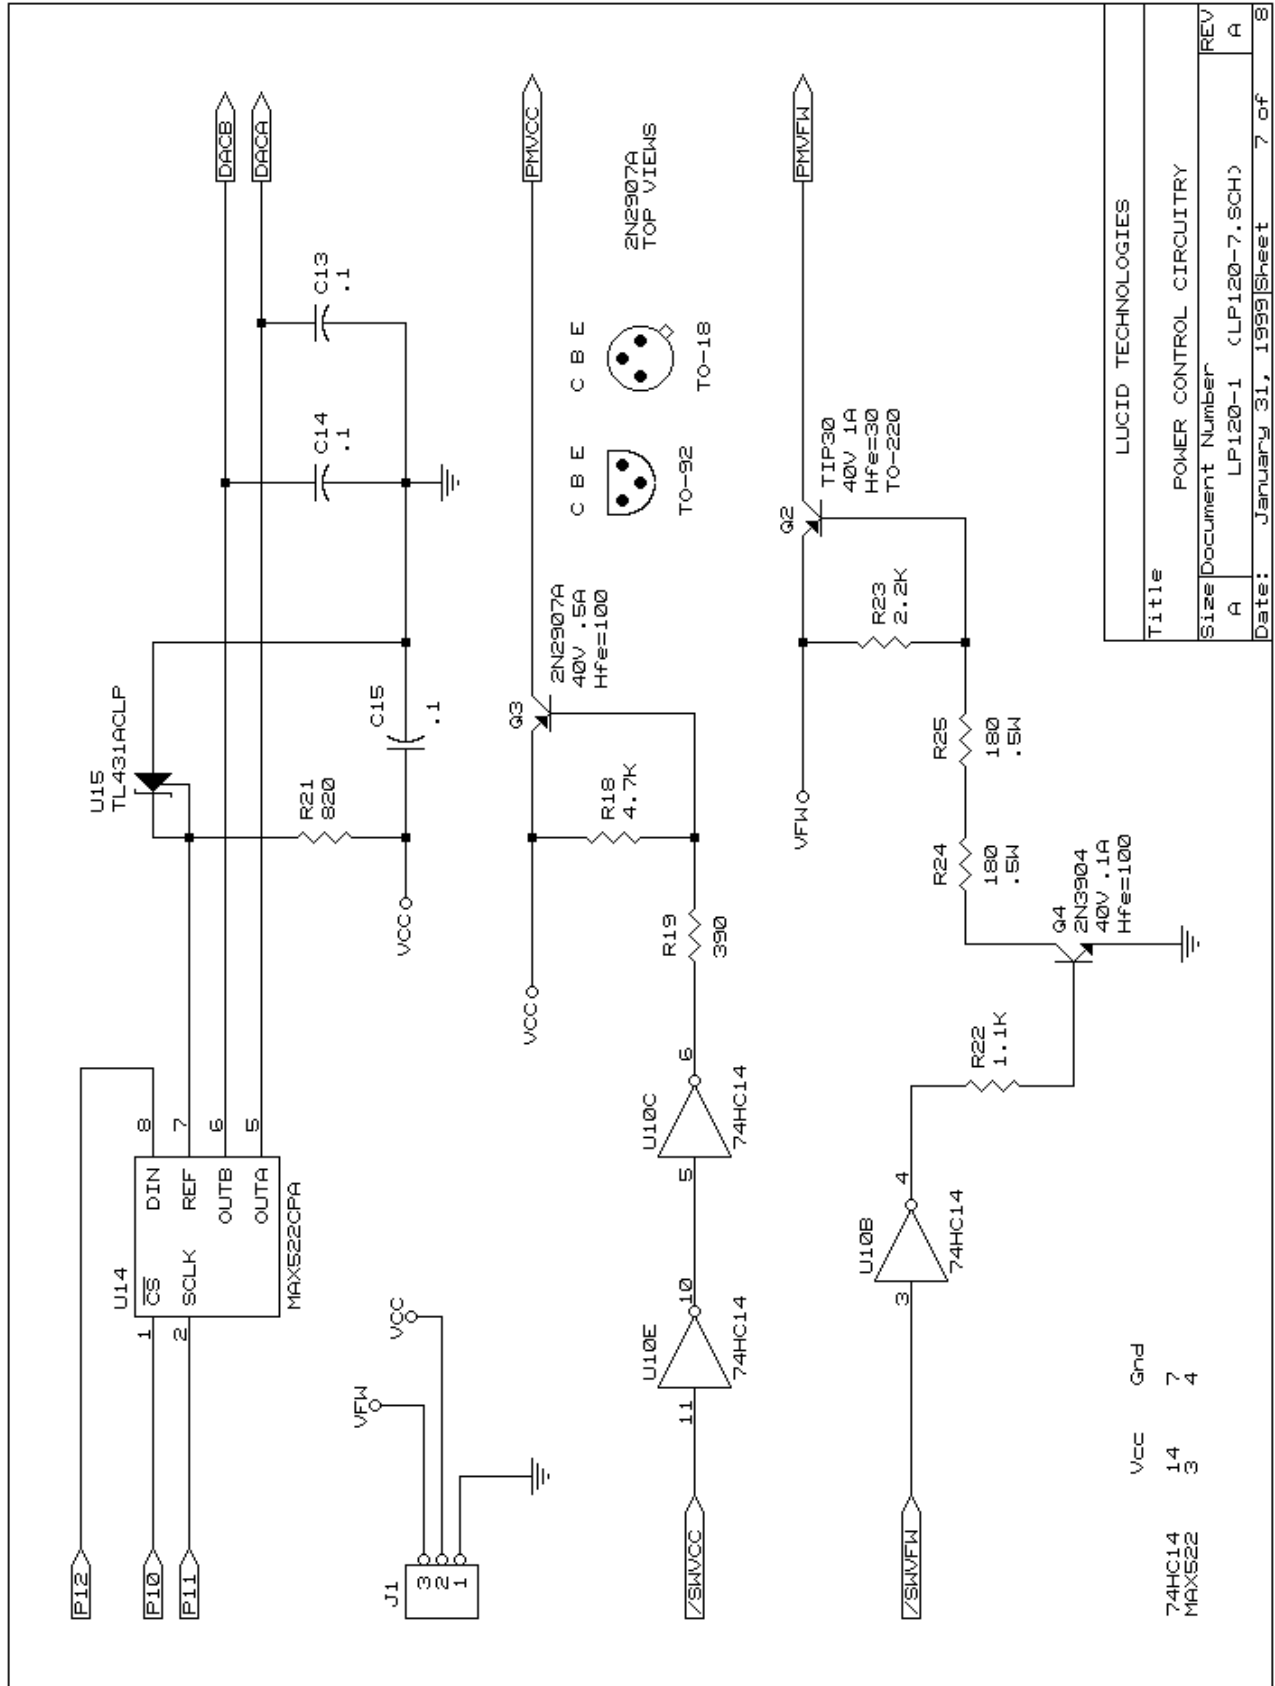 P12
P10
P11
U14
1
CS
DIN
8
2
SCLK
REF
7
OUTB
6
OUTA
5
MAX522CPA
U15
TL431ACLP
R21
820
VCC
C15
.1
C14
.1
C13
.1
DACB
DACA
J1
3
2
1
VFW
VCC
VCC
Q3
2N2907A
40V .5A
Hfe=100
R18
4.7K
PMVCC
C B E
TO-92
C B E
TO-18
2N2907A
TOP VIEWS
/SWVCC
11
U10E
10
74HC14
5
U10C
6
74HC14
R19
390
VFW
Q2
TIP30
40V 1A
Hfe=30
TO-220
R23
2.2K
PMVFW
/SWVFW
3
U10B
4
74HC14
R22
1.1K
R24
180
.5W
R25
180
.5W
Q4
2N3904
40V .1A
Hfe=100
Vcc Gnd
74HC14 14 7
MAX522 3 4
LUCID TECHNOLOGIES
Title
POWER CONTROL CIRCUITRY
Size Document Number REV
A LP120-1 (LP120-7.SCH) A
Date: January 31, 1999 Sheet 7 of 8